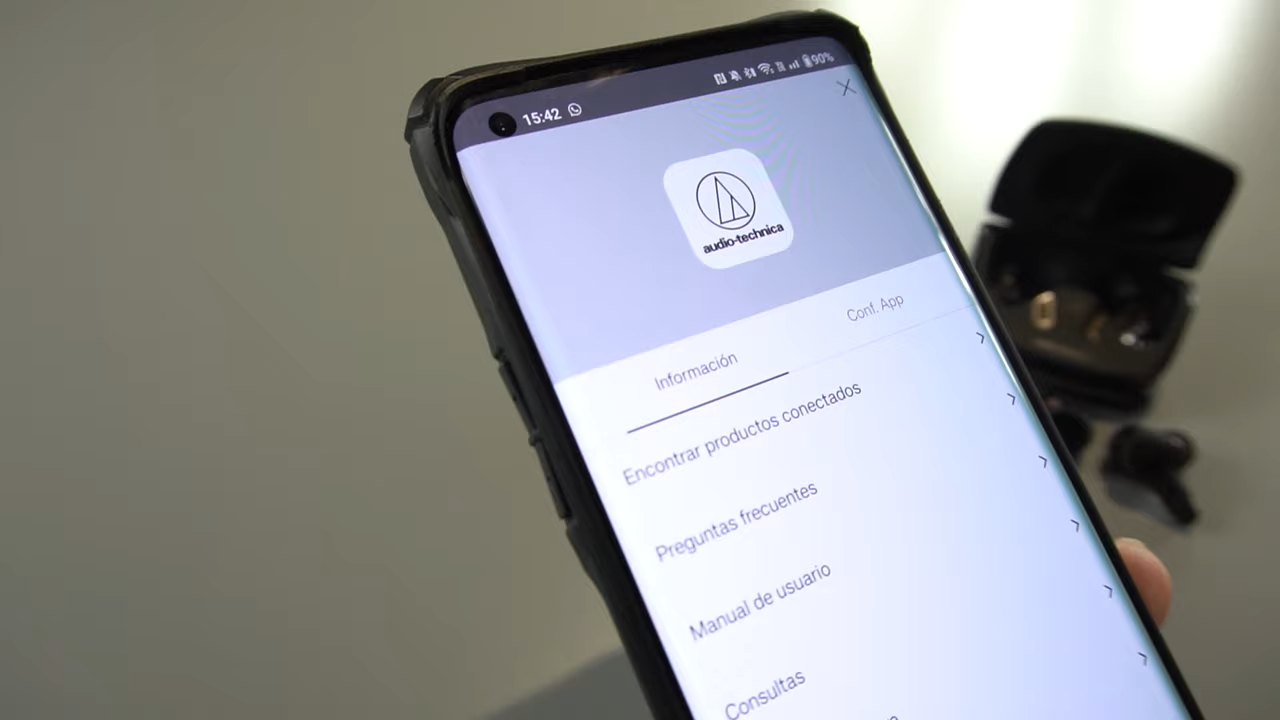 15:42
90%
audio-technica
Información
Conf. App
Encontrar productos conectados
Preguntas frecuentes
Manual de usuario
Consultas